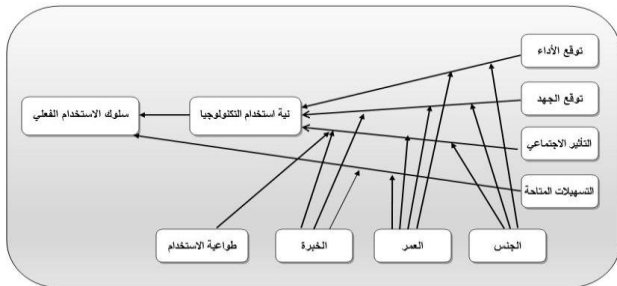 توقع الأداء
توقع الجهد
نية استخدام التكنولوجيا
سلوك الاستخدام الفعلي
التأثير الاجتماعي
التسهيلات المتاحة
الجنس
العمر
الخبرة
طواعية الاستخدام